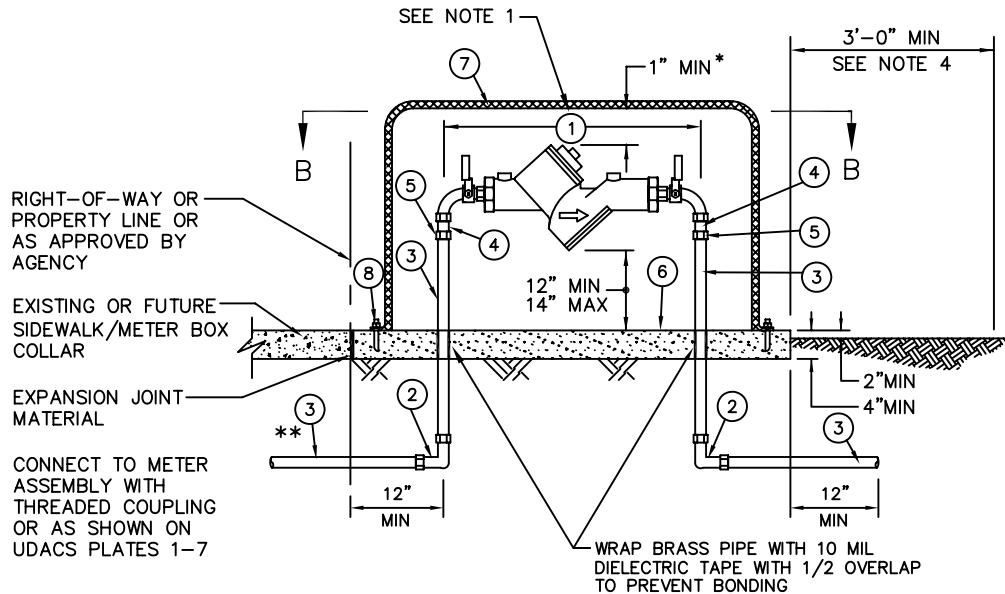 SEE NOTE 1
3'-0" MIN
SEE NOTE 4
7
1" MIN*
1
B
B
RIGHT-OF-WAY OR
PROPERTY LINE OR
AS APPROVED BY
AGENCY
5
4
4
5
3
8
12" MIN
14" MAX
6
3
EXISTING OR FUTURE
SIDEWALK/METER BOX
COLLAR
2"MIN
4"MIN
EXPANSION JOINT
MATERIAL
3
**
2
2
3
CONNECT TO METER
ASSEMBLY WITH
THREADED COUPLING
OR AS SHOWN ON
UDACS PLATES 1-7
12"
MIN
12"
MIN
WRAP BRASS PIPE WITH 10 MIL
DIELECTRIC TAPE WITH 1/2 OVERLAP
TO PREVENT BONDING